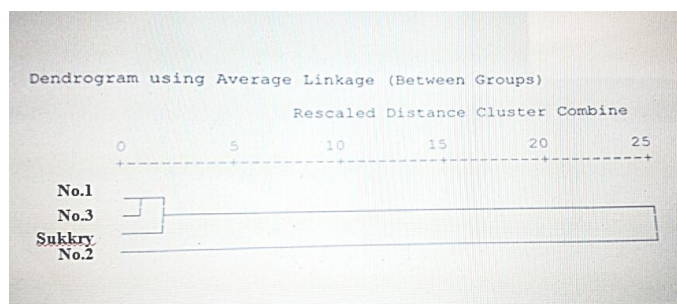 Dendrogram using Average Linkage (Between Groups)
Rescaled Distance Cluster Combine
0 5 10 15 20 25
No.1
No.3
Sukkry
No.2